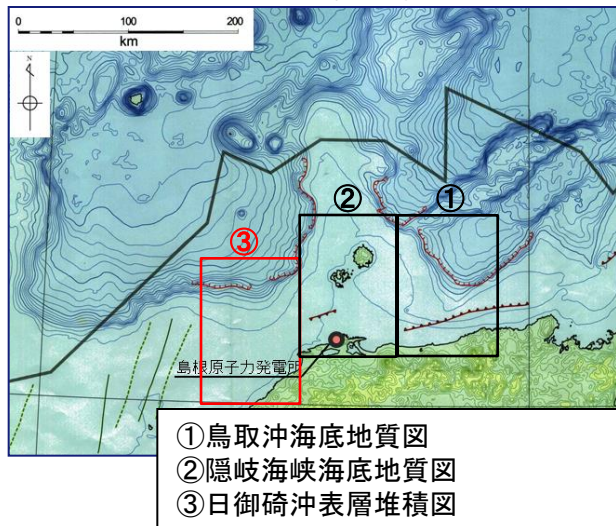 0 100 200
km
N
①
②
③
島根原子力発電所
①鳥取沖海底地質図
②隠岐海峡海底地質図
③日御碕沖表層堆積図